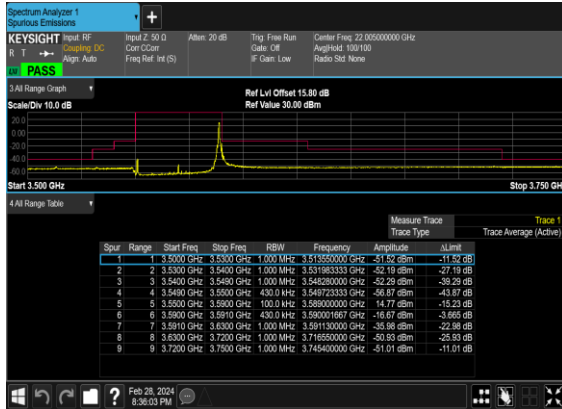 Spectrum Analyzer 1
Spurious Emissions
+
KEYSIGHT Input: RF Input Z: 50 Ω Atten: 20 dB Trig: Free Run Center Freq: 22.005000000 GHz
R T Coupling: DC Corr CCorr Gate: Off Avg|Hold: 100/100
Align: Auto Freq Ref: Int (S) IF Gain: Low Radio Std: None
PASS
3 All Range Graph
Ref Lvl Offset 15.80 dB
Scale/Div 10.0 dB Ref Value 30.00 dBm
20.0
0.00
-20.0
-40.0
-60.0
Start 3.500 GHz Stop 3.750 GH
4 All Range Table
Measure Trace Trace 1
Trace Type Trace Average (Active)
Spur Range Start Freq Stop Freq RBW Frequency Amplitude ΔLimit
1 1 3.5000 GHz 3.5300 GHz 1.000 MHz 3.513550000 GHz -51.52 dBm -11.52 dB
2 2 3.5300 GHz 3.5400 GHz 1.000 MHz 3.531983333 GHz -52.19 dBm -27.19 dB
3 3 3.5400 GHz 3.5490 GHz 1.000 MHz 3.548280000 GHz -52.29 dBm -39.29 dB
4 4 3.5490 GHz 3.5500 GHz 430.0 kHz 3.549723333 GHz -56.87 dBm -43.87 dB
5 5 3.5500 GHz 3.5900 GHz 100.0 kHz 3.589000000 GHz 14.77 dBm -15.23 dB
6 6 3.5900 GHz 3.5910 GHz 430.0 kHz 3.590001667 GHz -16.67 dBm -3.665 dB
7 7 3.5910 GHz 3.6300 GHz 1.000 MHz 3.591130000 GHz -35.98 dBm -22.98 dB
8 8 3.6300 GHz 3.7200 GHz 1.000 MHz 3.716550000 GHz -50.93 dBm -25.93 dB
9 9 3.7200 GHz 3.7500 GHz 1.000 MHz 3.745400000 GHz -51.01 dBm -11.01 dB
? Feb 28, 2024
8:36:03 PM